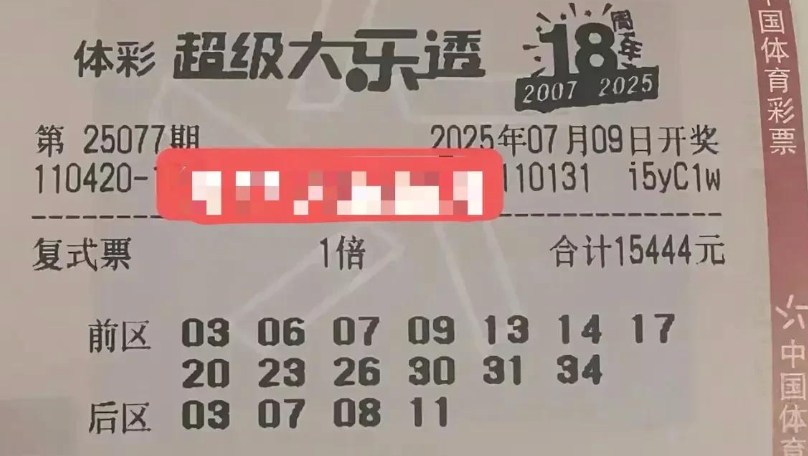 体彩 超级大乐透 18周年
2007 2025
第 25077期 2025年07月09日开奖
110420- 110131 i5yC1w
复式票 1倍 合计15444元
前区 03 06 07 09 13 14 17
20 23 26 30 31 34
后区 03 07 08 11
国体育彩票
中国体育